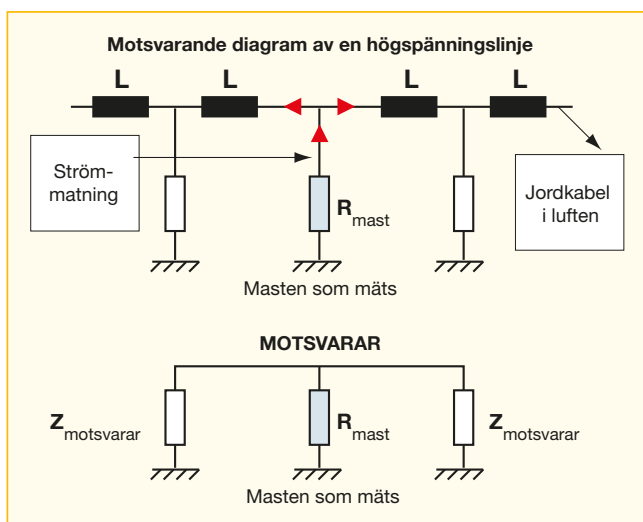 Motsvarande diagram av en högspänningslinje
L L L L
Ström-
matning
R mast
Jordkabel
i luften
Masten som mäts
MOTSVARAR
Z motsvarar
R mast
Z motsvarar
Masten som mäts